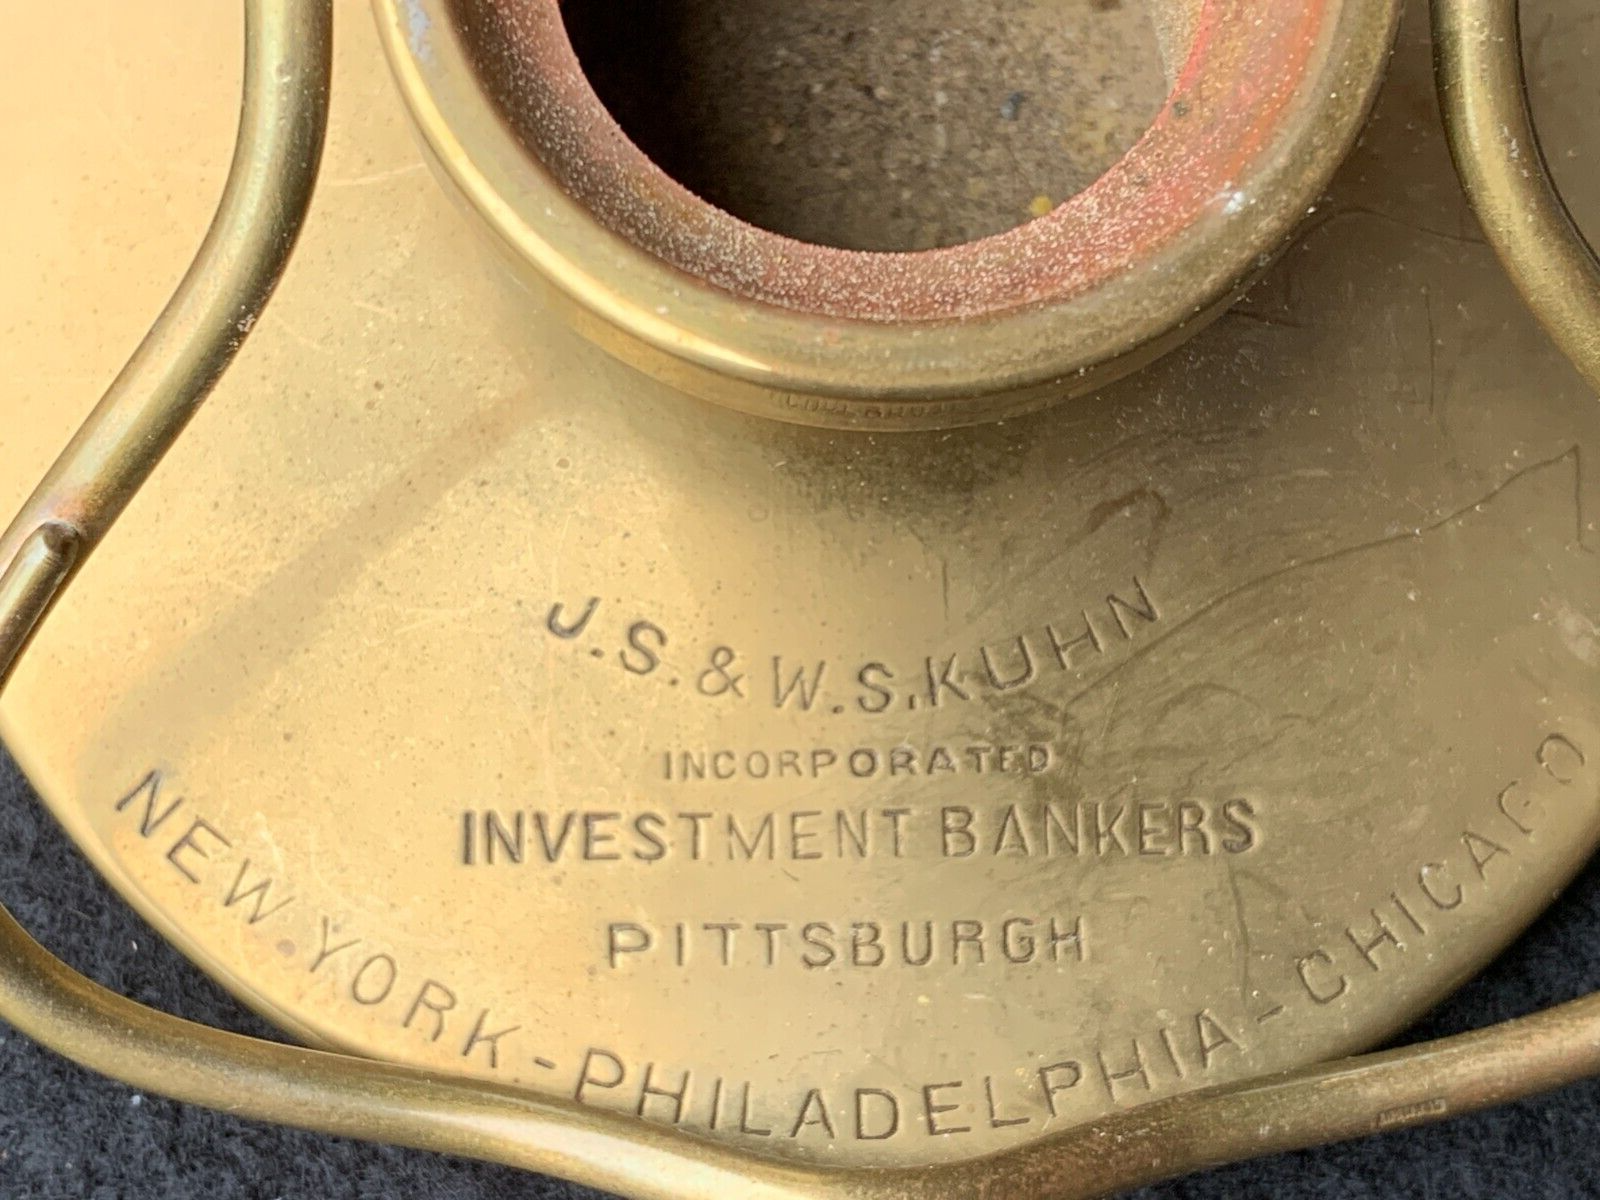 J.S. & W.S. KUHN
INCORPORATED
INVESTMENT BANKERS
PITTSBURGH
NEW YORK - PHILADELPHIA - CHICAGO